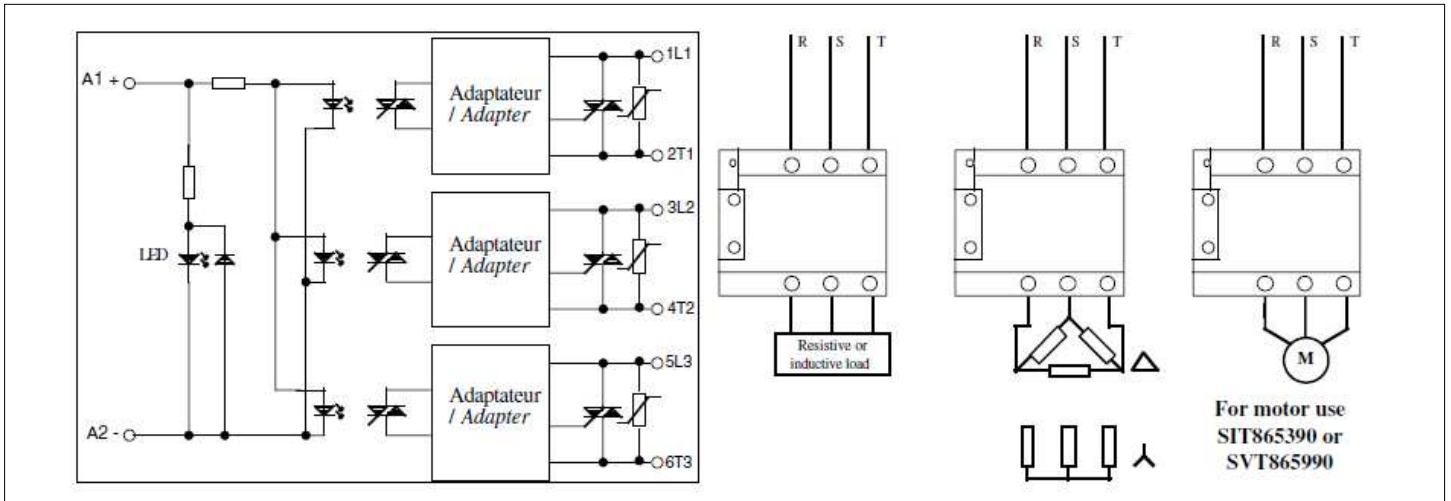 A1 +
A2 -
LED
Adaptateur
/ Adapter
1L1
2T1
Adaptateur
/ Adapter
3L2
4T2
Adaptateur
/ Adapter
5L3
6T3
R S T
Resistive or
inductive load
R S T
R S T
M
For motor use
SIT865390 or
SVT865990